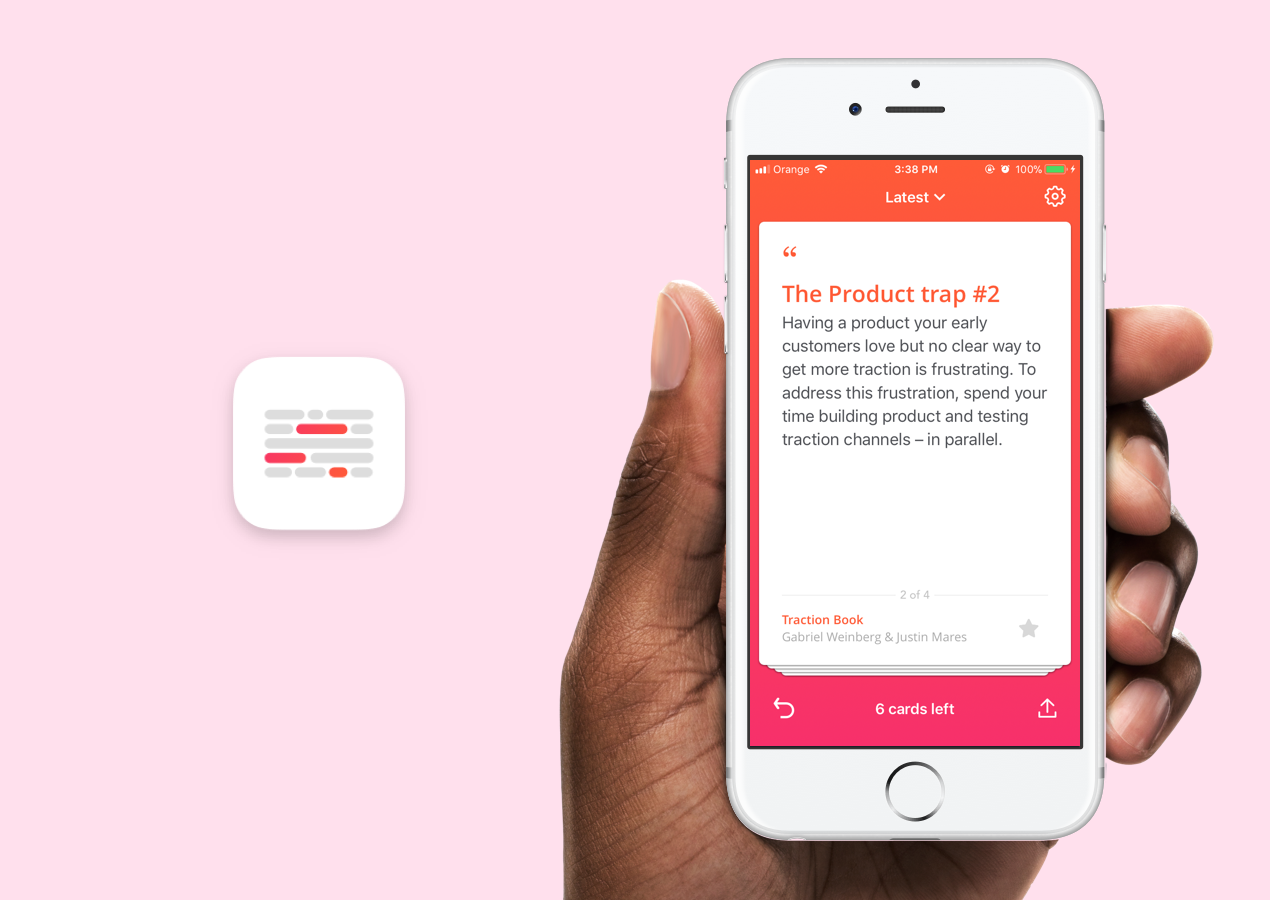 Orange 3:38 PM 100%
Latest
“
The Product trap #2
Having a product your early
customers love but no clear way to
get more traction is frustrating. To
address this frustration, spend your
time building product and testing
traction channels – in parallel.
2 of 4
Traction Book
Gabriel Weinberg & Justin Mares
6 cards left